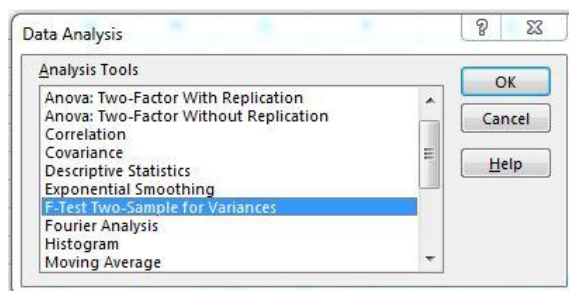 Data Analysis
?
Analysis Tools
Anova: Two-Factor With Replication
Anova: Two-Factor Without Replication
Correlation
Covariance
Descriptive Statistics
Exponential Smoothing
F-Test Two-Sample for Variances
Fourier Analysis
Histogram
Moving Average
OK
Cancel
Help